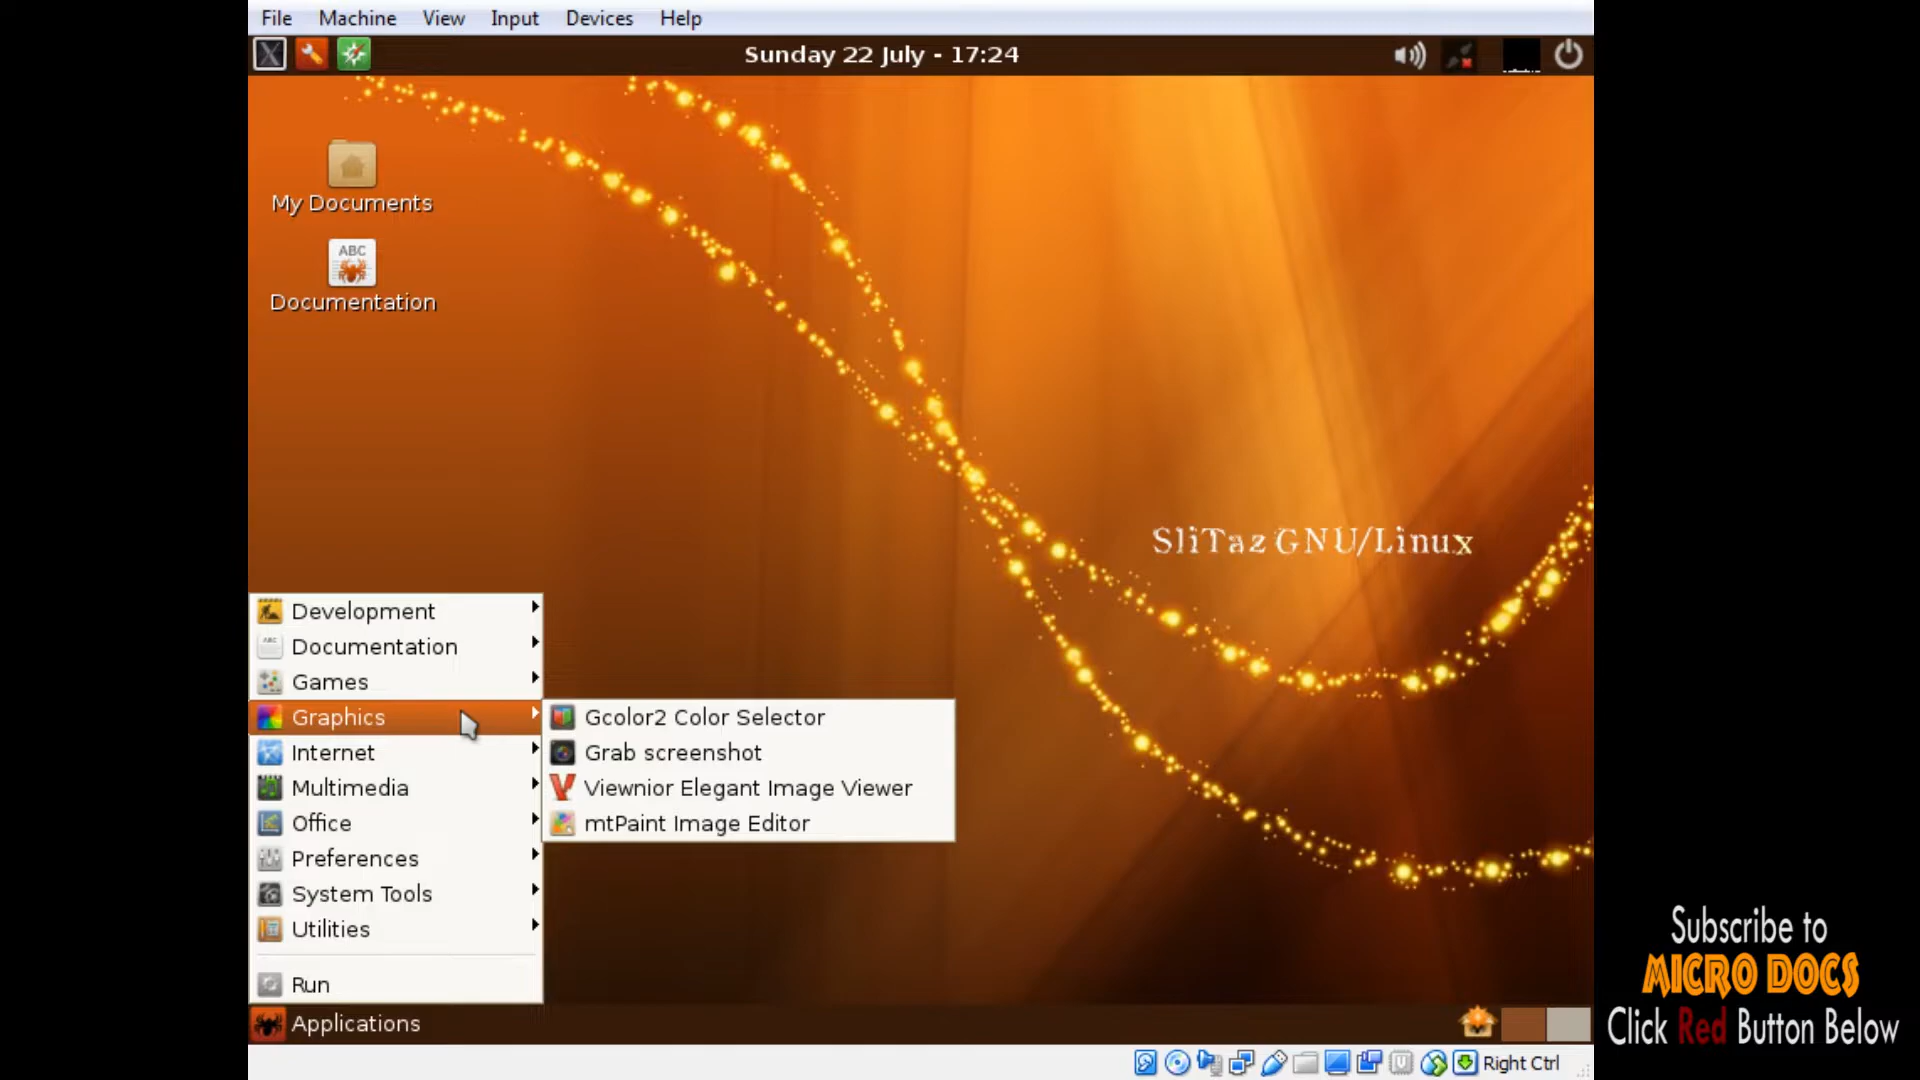 File Machine View Input Devices Help
Sunday 22 July - 17:24
My Documents
ABC
Documentation
SliTaz GNU/Linux
Development
ABC
Documentation
Games
Graphics
Internet
Multimedia
Office
Preferences
System Tools
Utilities
Run
Gcolor2 Color Selector
Grab screenshot
Viewnior Elegant Image Viewer
mtPaint Image Editor
Applications
Right Ctrl
Subscribe to
MICRO DOCS
Click Red Button Below